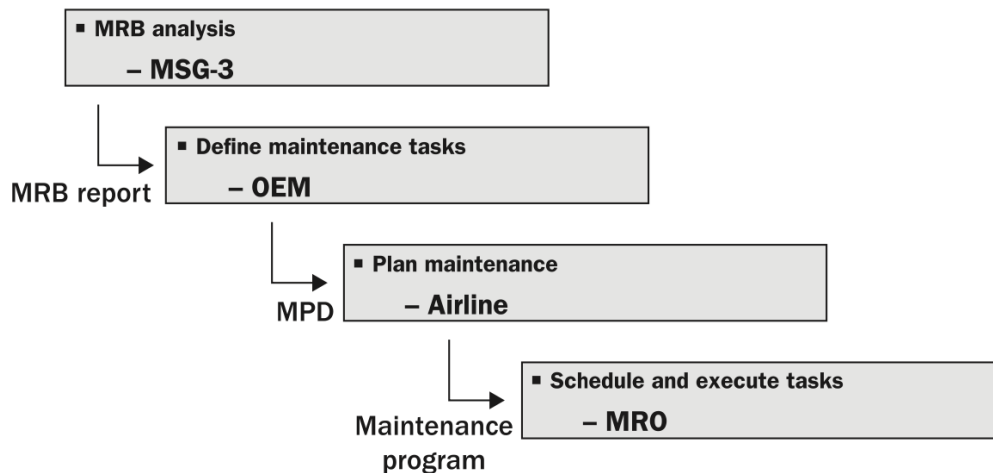 ▪ MRB analysis
– MSG-3
MRB report
▪ Define maintenance tasks
– OEM
MPD
▪ Plan maintenance
– Airline
Maintenance
program
▪ Schedule and execute tasks
– MRO